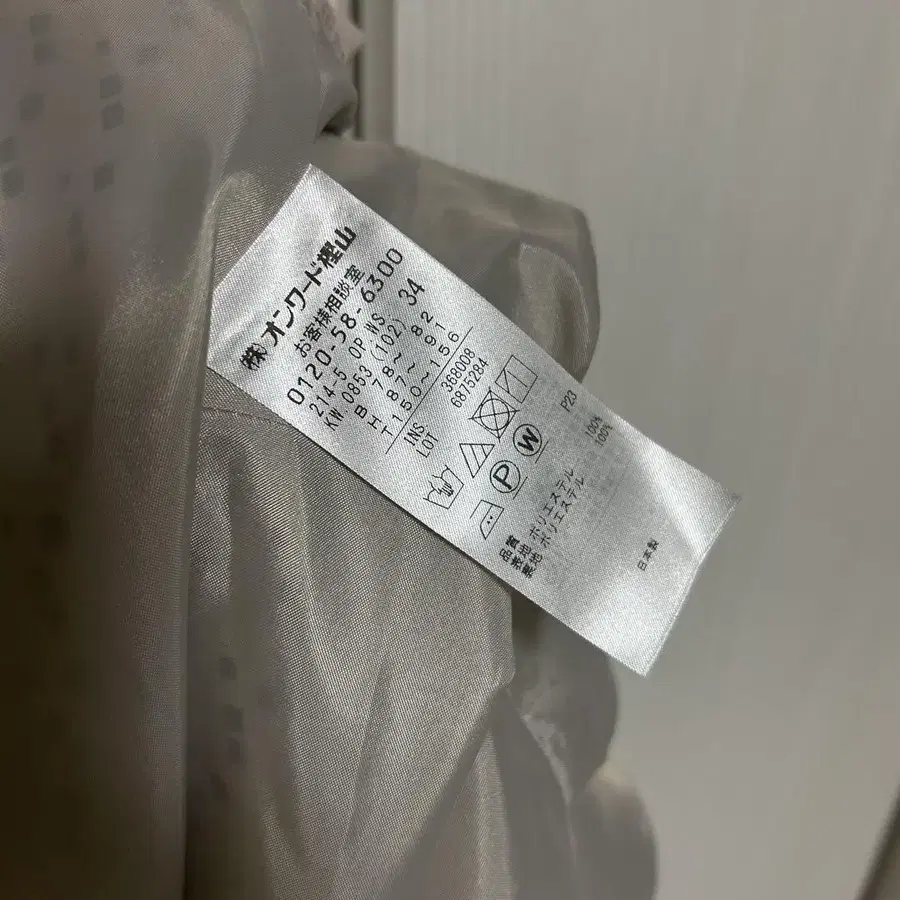 (株)オンワード樫山
お客様相談室
0120-58-6300
214-5 OP WS 34
KW 0853 (102)
B 78~ 82
H 87~ 91
T 150~156
INS 368008
LOT 6875284
P W
P23
品質
表地 ポリエステル 100%
裏地 ポリエステル 100%
日本製